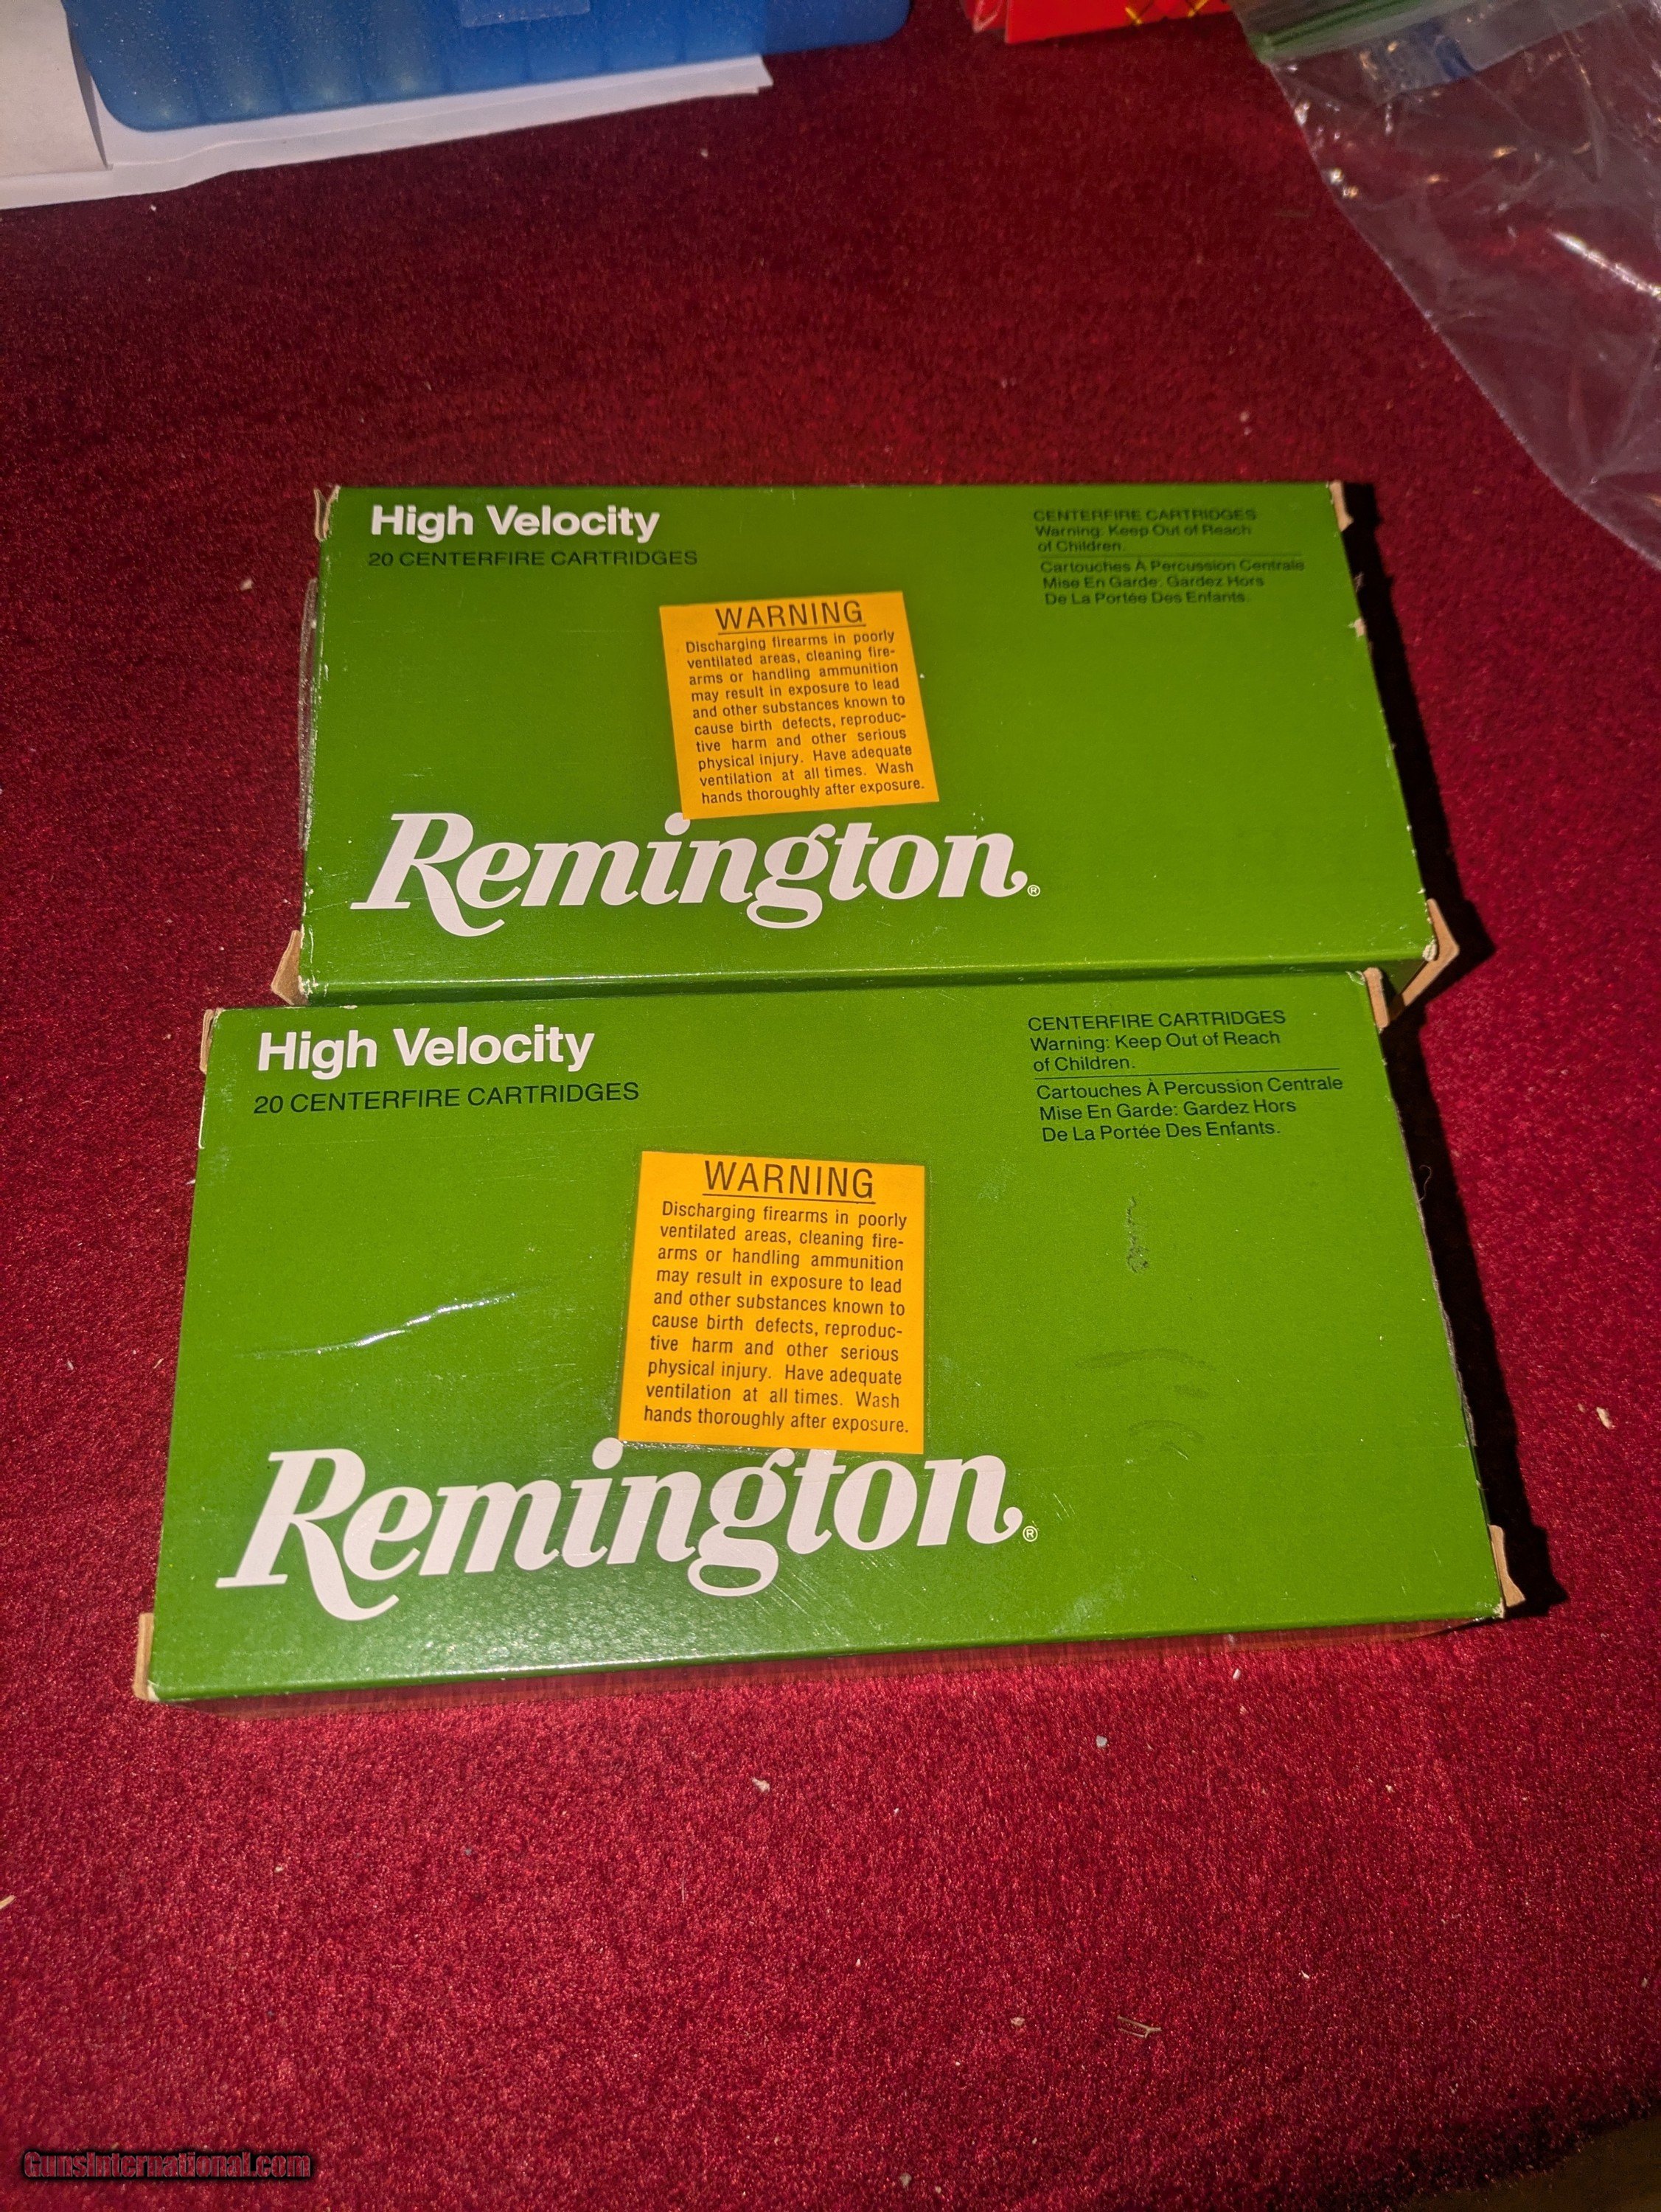 High Velocity
20 CENTERFIRE CARTRIDGES
CENTERFIRE CARTRIDGES
Warning: Keep Out of Reach
of Children.
Cartouches À Percussion Centrale
Mise En Garde: Gardez Hors
De La Portée Des Enfants.
WARNING
Discharging firearms in poorly
ventilated areas, cleaning fire-
arms or handling ammunition
may result in exposure to lead
and other substances known to
cause birth defects, reproduc-
tive harm and other serious
physical injury. Have adequate
ventilation at all times. Wash
hands thoroughly after exposure.
Remington®
High Velocity
20 CENTERFIRE CARTRIDGES
CENTERFIRE CARTRIDGES
Warning: Keep Out of Reach
of Children.
Cartouches À Percussion Centrale
Mise En Garde: Gardez Hors
De La Portée Des Enfants.
WARNING
Discharging firearms in poorly
ventilated areas, cleaning fire-
arms or handling ammunition
may result in exposure to lead
and other substances known to
cause birth defects, reproduc-
tive harm and other serious
physical injury. Have adequate
ventilation at all times. Wash
hands thoroughly after exposure.
Remington®
GunsInternational.com